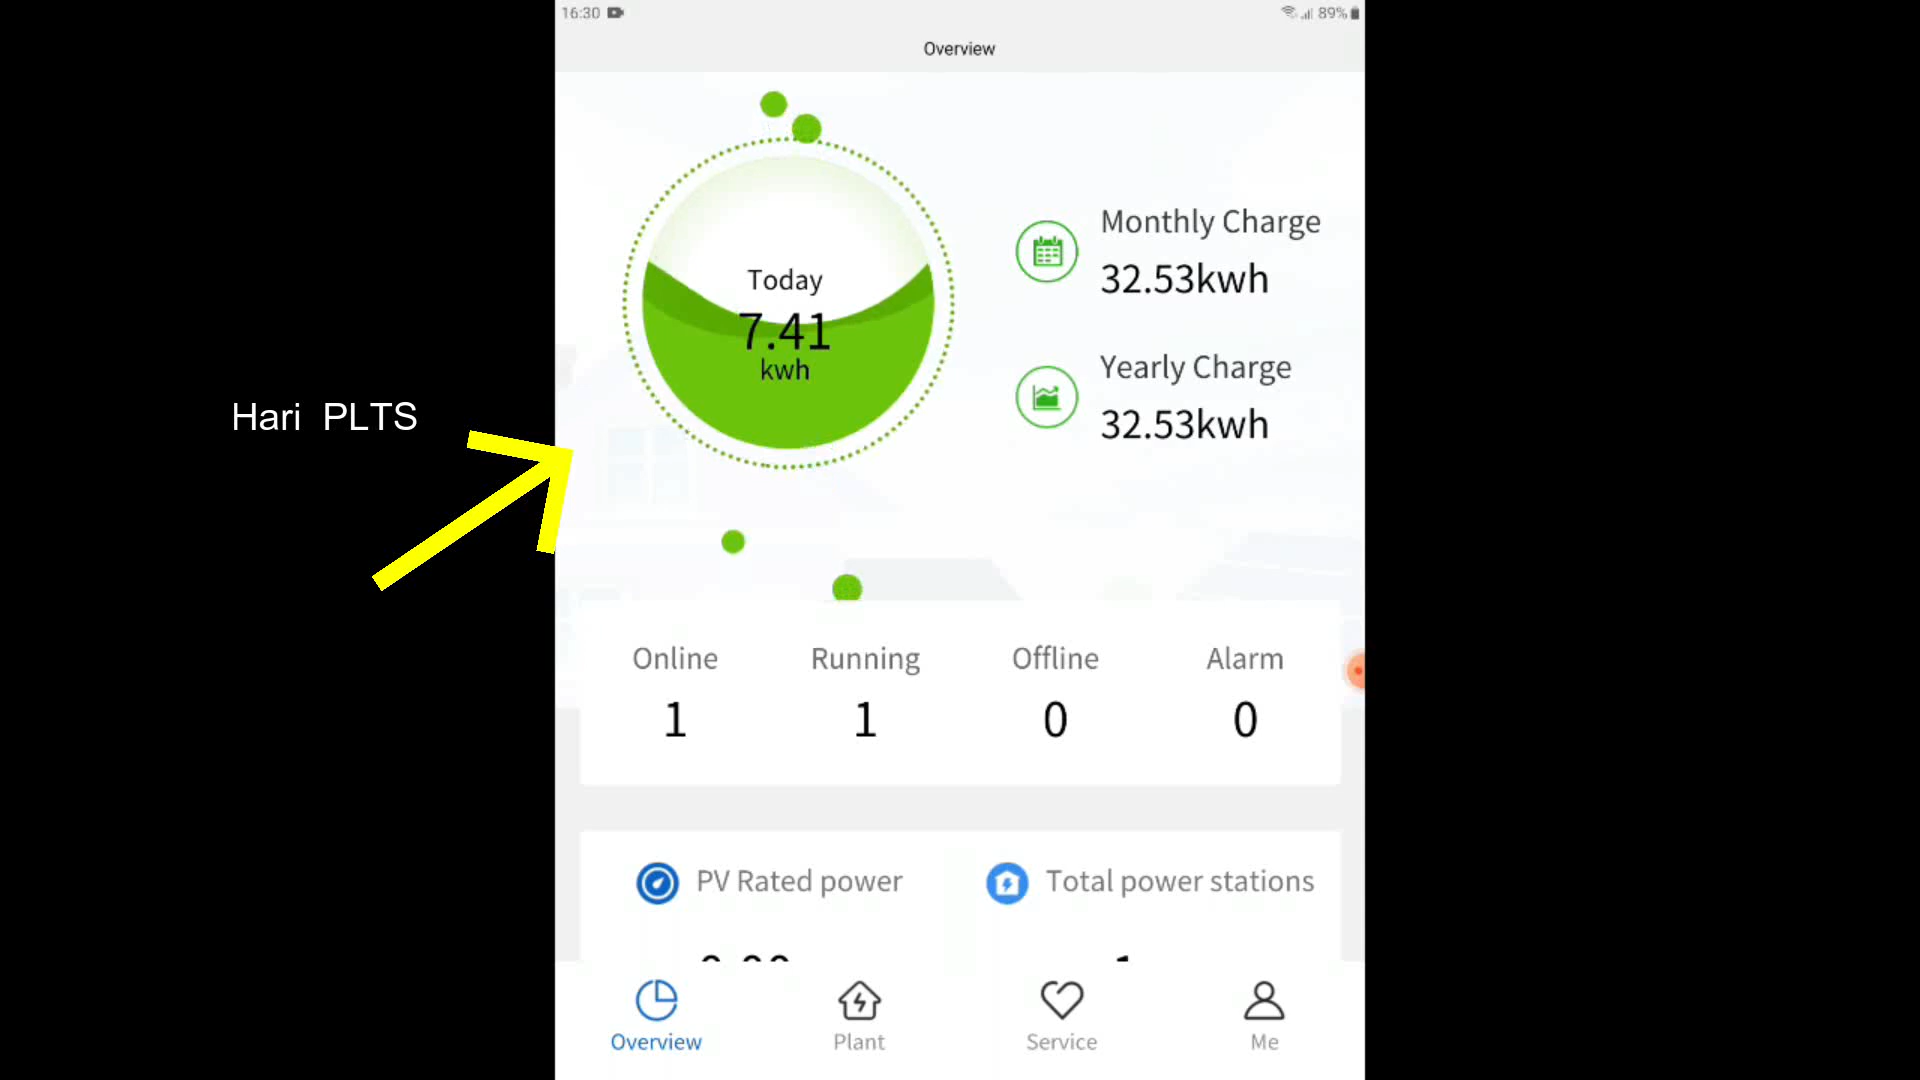 16:30
89%
Overview
Today
7.41
kwh
Monthly Charge
32.53kwh
Yearly Charge
32.53kwh
Hari PLTS
Online
Running
Offline
Alarm
1
1
0
0
PV Rated power
Total power stations
Overview
Plant
Service
Me